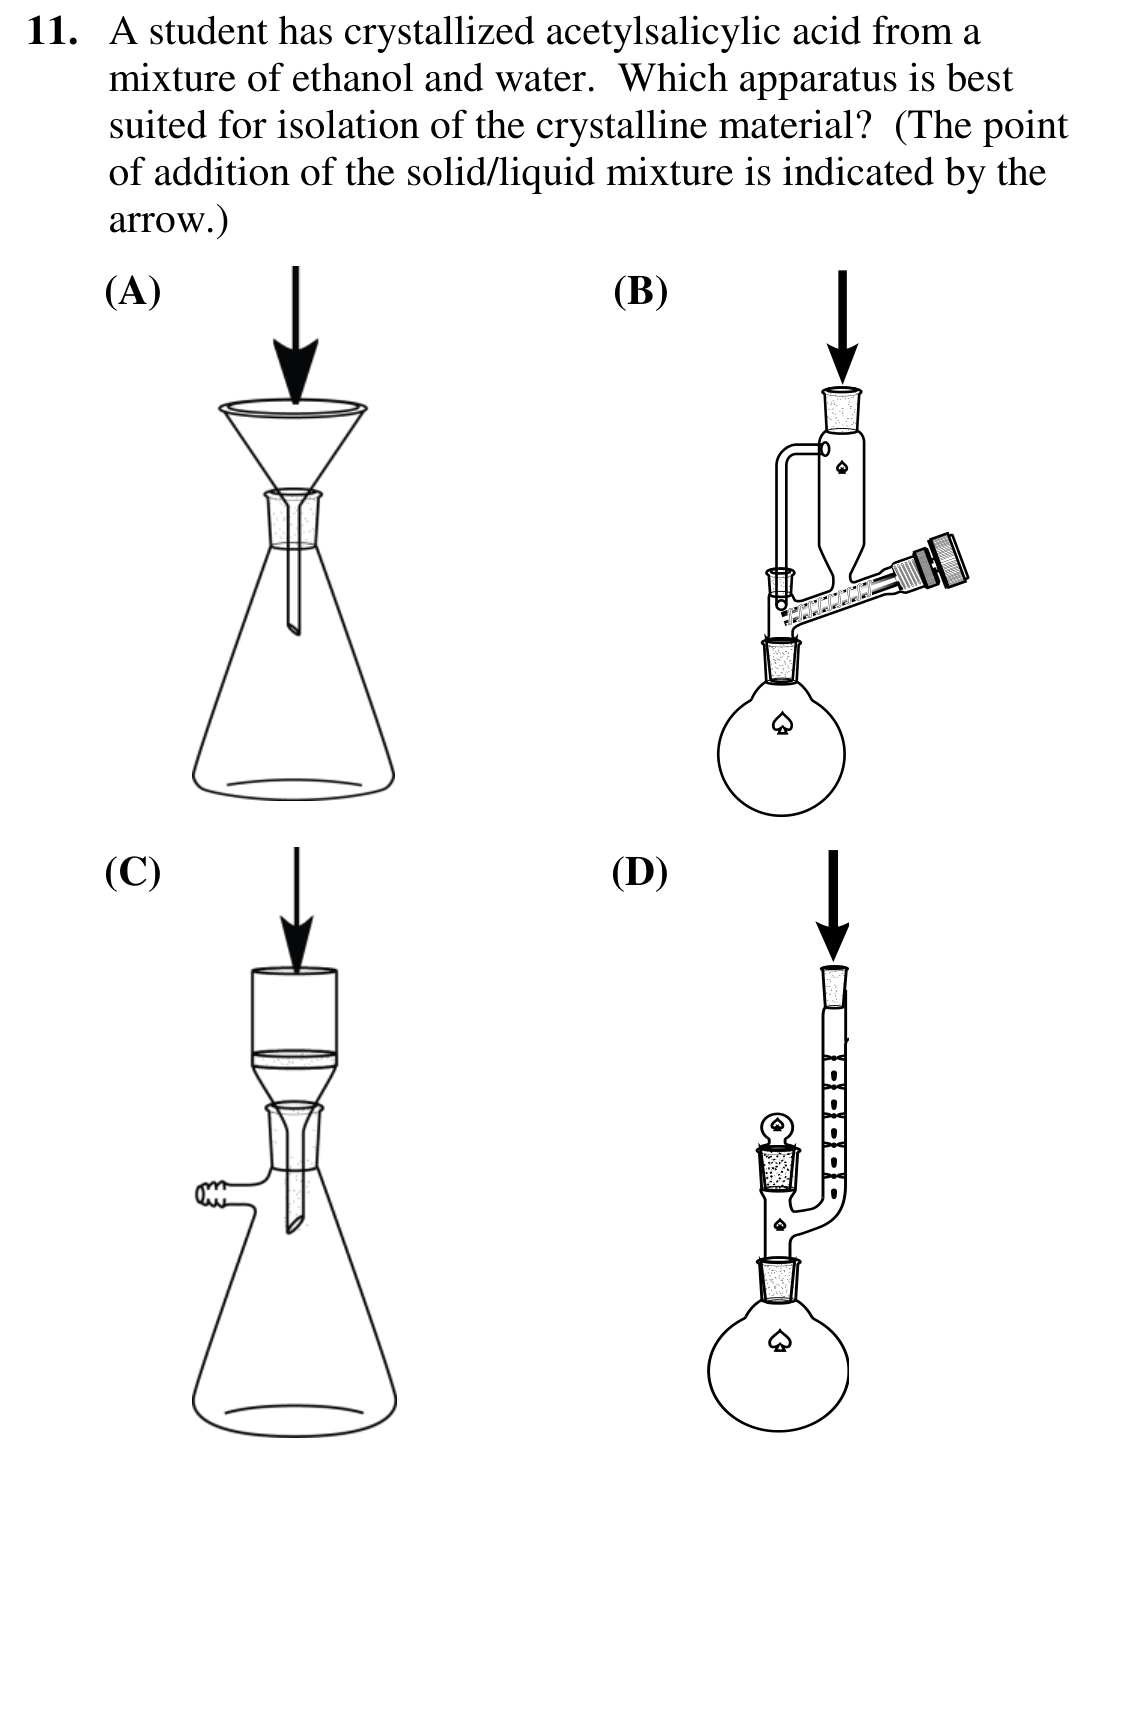 11. A student has crystallized acetylsalicylic acid from a
mixture of ethanol and water. Which apparatus is best
suited for isolation of the crystalline material? (The point
of addition of the solid/liquid mixture is indicated by the
arrow.)
(A)
(B)
(C)
(D)